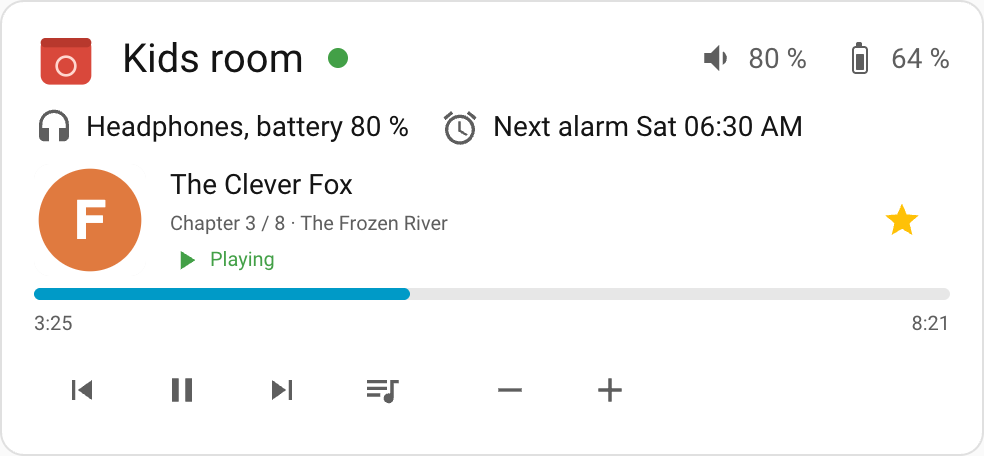 Kids room
80 %
64 %
Headphones, battery 80 %
Next alarm Sat 06:30 AM
F
The Clever Fox
Chapter 3 / 8 · The Frozen River
Playing
3:25
8:21